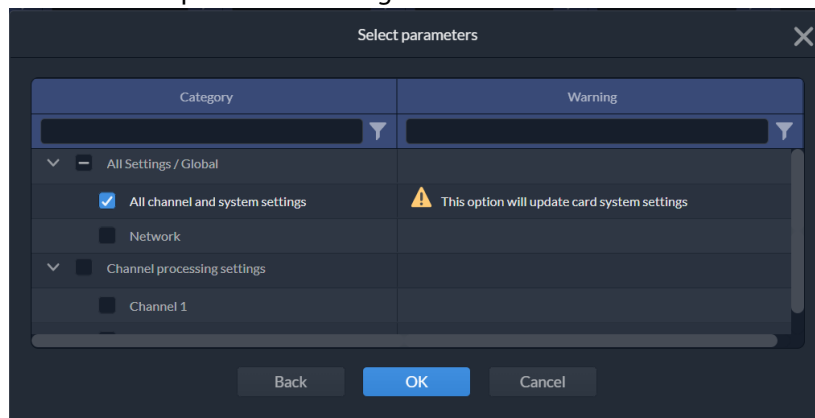 Select parameters
Category Warning
All Settings / Global
All channel and system settings This option will update card system settings
Network
Channel processing settings
Channel 1
Back OK Cancel